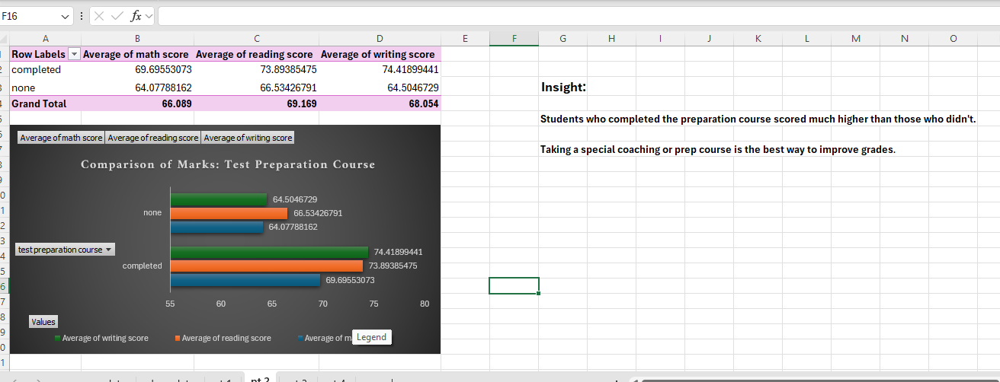 F16
fx
A B C D E F G H I J K L M N O
Row Labels Average of math score Average of reading score Average of writing score
2 completed 69.69553073 73.89385475 74.41899441
3 none 64.07788162 66.53426791 64.5046729
Insight:
4 Grand Total 66.089 69.169 68.054
Students who completed the preparation course scored much higher than those who didn't.
Average of math score Average of reading score Average of writing score
Taking a special coaching or prep course is the best way to improve grades.
Comparison of Marks: Test Preparation Course
64.5046729
none 66.53426791
64.07788162
test preparation course
74.41899441
completed 73.89385475
69.69553073
55 60 65 70 75 80
Values
Average of writing score Average of reading score Average of m
Legend
pt 2